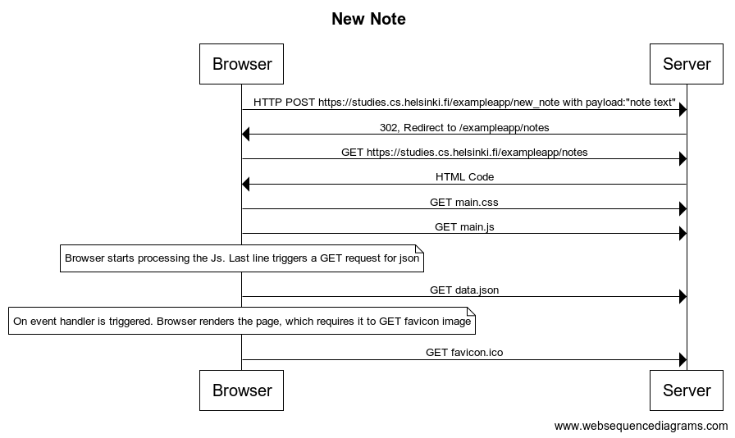 New Note
Browser Server
HTTP POST https://studies.cs.helsinki.fi/exampleapp/new_note with payload:"note text"
302, Redirect to /exampleapp/notes
GET https://studies.cs.helsinki.fi/exampleapp/notes
HTML Code
GET main.css
GET main.js
Browser starts processing the Js. Last line triggers a GET request for json
GET data.json
On event handler is triggered. Browser renders the page, which requires it to GET favicon image
GET favicon.ico
Browser Server
www.websequencediagrams.com